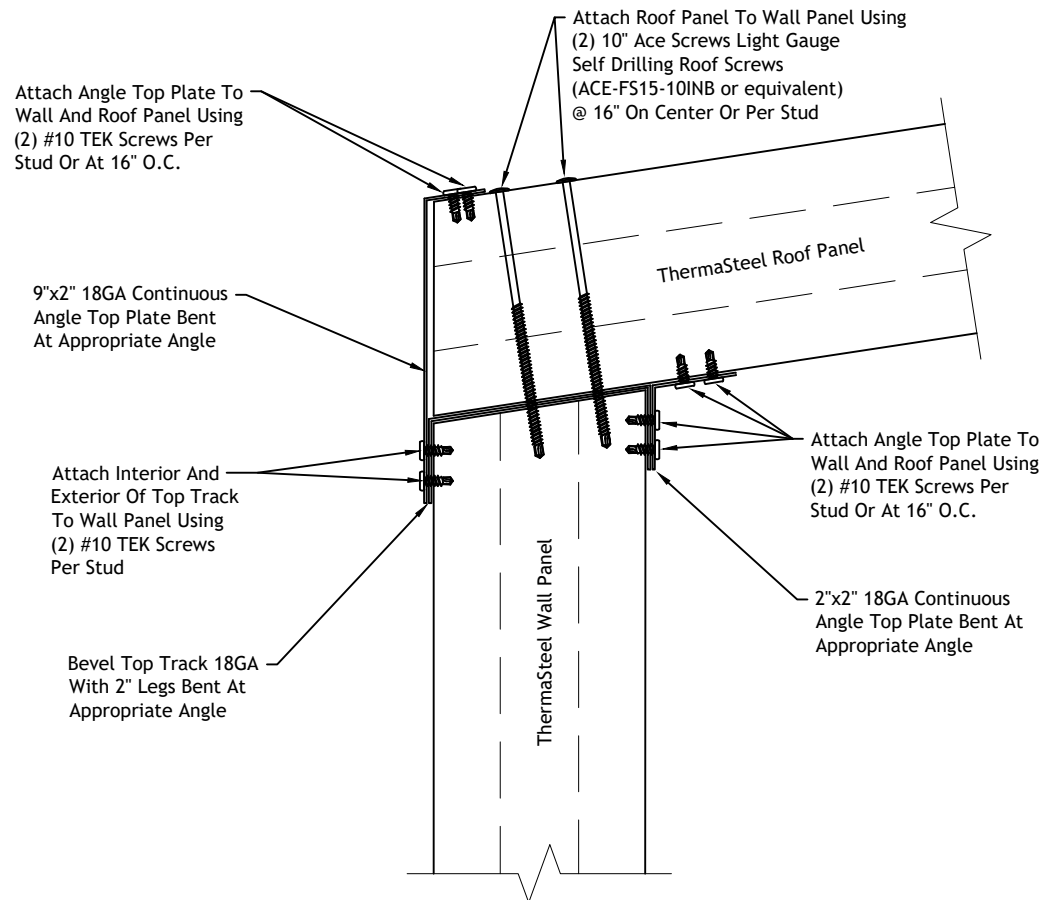 Attach Roof Panel To Wall Panel Using
(2) 10" Ace Screws Light Gauge
Self Drilling Roof Screws
(ACE-FS15-10INB or equivalent)
@ 16" On Center Or Per Stud
Attach Angle Top Plate To
Wall And Roof Panel Using
(2) #10 TEK Screws Per
Stud Or At 16" O.C.
ThermaSteel Roof Panel
9"x2" 18GA Continuous
Angle Top Plate Bent
At Appropriate Angle
Attach Interior And
Exterior Of Top Track
To Wall Panel Using
(2) #10 TEK Screws
Per Stud
Attach Angle Top Plate To
Wall And Roof Panel Using
(2) #10 TEK Screws Per
Stud Or At 16" O.C.
ThermaSteel Wall Panel
2"x2" 18GA Continuous
Angle Top Plate Bent At
Appropriate Angle
Bevel Top Track 18GA
With 2" Legs Bent At
Appropriate Angle